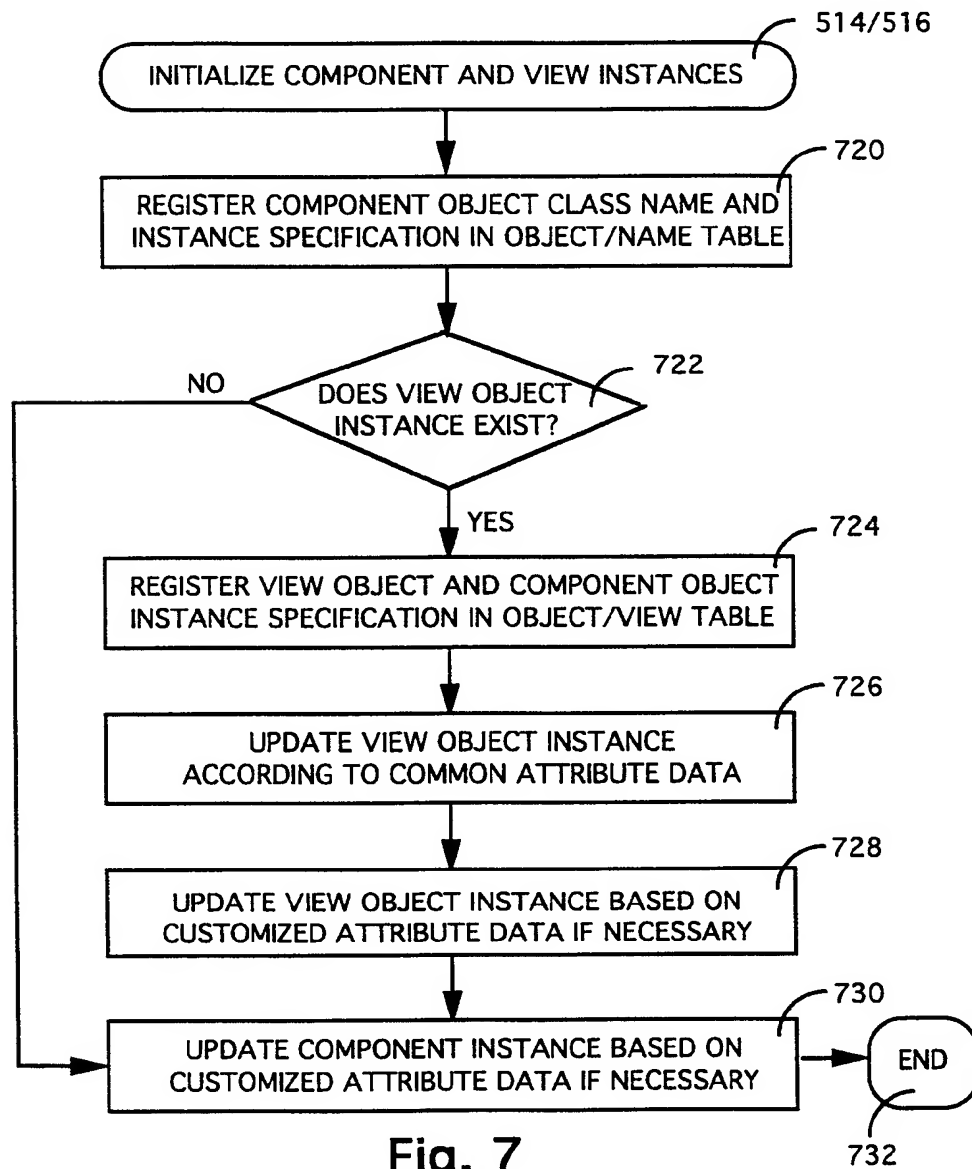 514/516
INITIALIZE COMPONENT AND VIEW INSTANCES
720
REGISTER COMPONENT OBJECT CLASS NAME AND
INSTANCE SPECIFICATION IN OBJECT/NAME TABLE
NO
722
DOES VIEW OBJECT
INSTANCE EXIST?
YES
724
REGISTER VIEW OBJECT AND COMPONENT OBJECT
INSTANCE SPECIFICATION IN OBJECT/VIEW TABLE
726
UPDATE VIEW OBJECT INSTANCE
ACCORDING TO COMMON ATTRIBUTE DATA
728
UPDATE VIEW OBJECT INSTANCE BASED ON
CUSTOMIZED ATTRIBUTE DATA IF NECESSARY
730
UPDATE COMPONENT INSTANCE BASED ON
CUSTOMIZED ATTRIBUTE DATA IF NECESSARY
END
732
Fig. 7